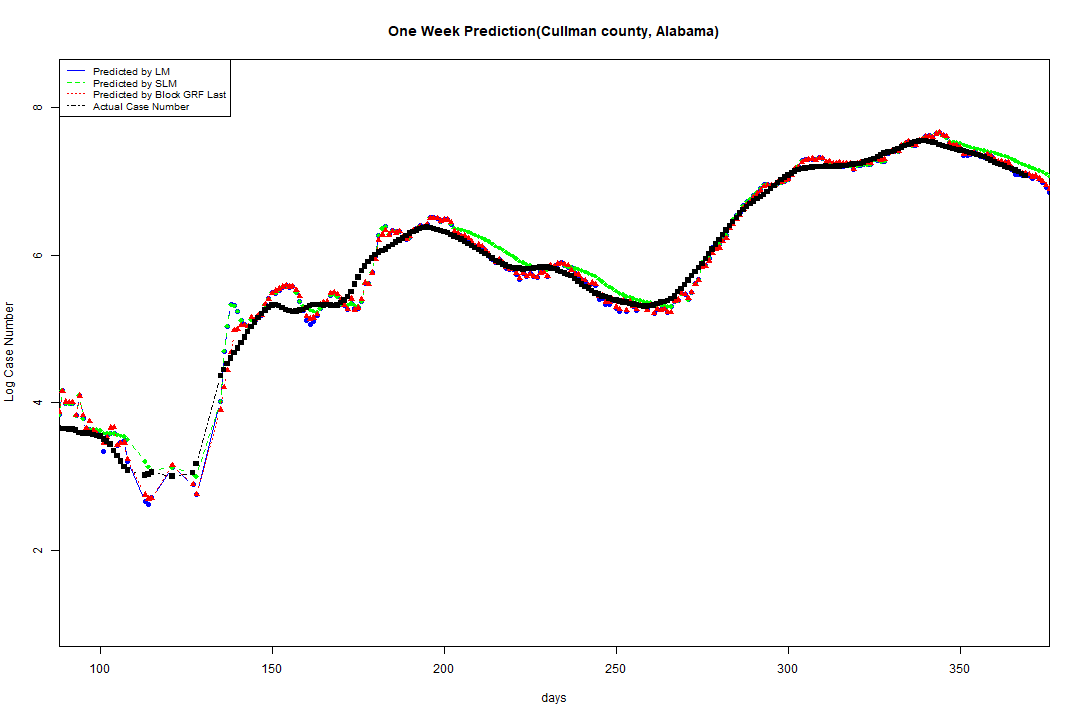 One Week Prediction(Cullman county, Alabama)
Predicted by LM
Predicted by SLM
Predicted by Block GRF Last
Actual Case Number
8
6
4
2
Log Case Number
100 150 200 250 300 350
days